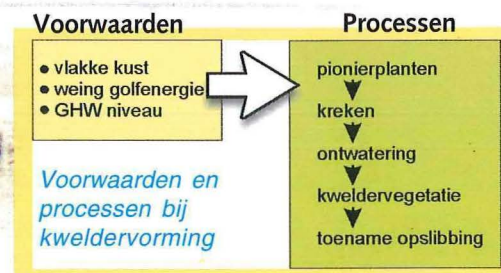 Voorwaarden
• vlakke kust
• weing golfenergie
• GHW niveau
Voorwaarden en
processen bij
kweldervorming
Processen
pionierplanten
kreken
ontwatering
kweldervegetatie
toename opslibbing